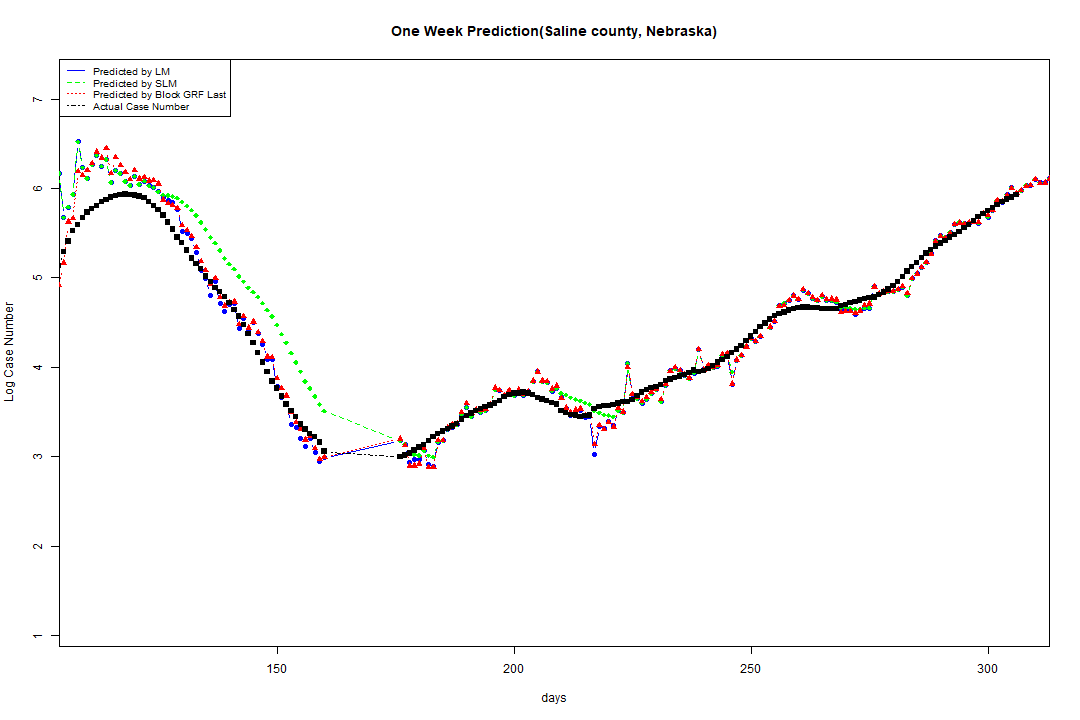 One Week Prediction(Saline county, Nebraska)
Predicted by LM
Predicted by SLM
Predicted by Block GRF Last
Actual Case Number
7
6
5
4
3
2
1
Log Case Number
150
200
250
300
days